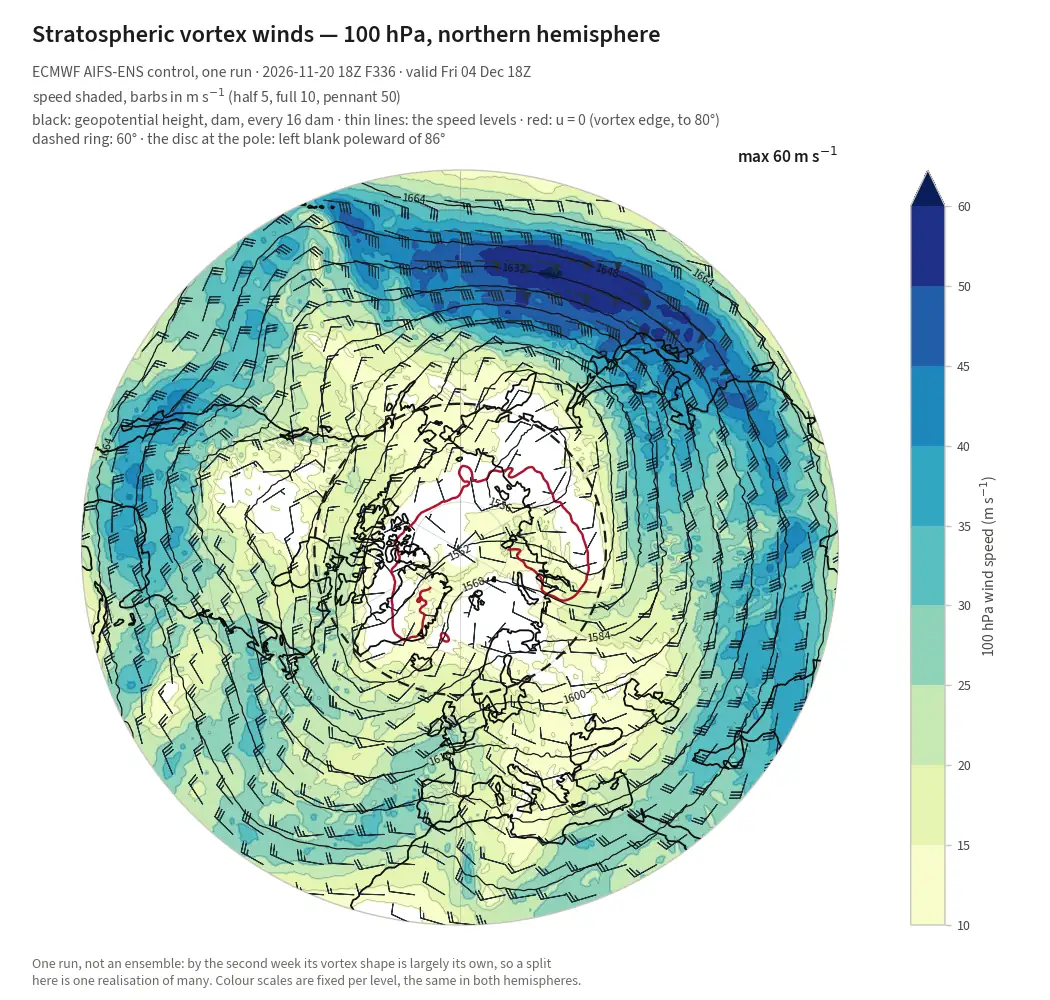 Stratospheric vortex winds — 100 hPa, northern hemisphere
ECMWF AIFS-ENS control, one run · 2026-11-20 18Z F336 · valid Fri 04 Dec 18Z
speed shaded, barbs in m s⁻¹ (half 5, full 10, pennant 50)
black: geopotential height, dam, every 16 dam · thin lines: the speed levels · red: u = 0 (vortex edge, to 80°)
dashed ring: 60° · the disc at the pole: left blank poleward of 86°
max 60 m s⁻¹
1664
1632
1648
1664
1536
1552
1568
1584
1600
60
50
45
40
35
30
25
20
15
10
100 hPa wind speed (m s⁻¹)
One run, not an ensemble: by the second week its vortex shape is largely its own, so a split
here is one realisation of many. Colour scales are fixed per level, the same in both hemispheres.